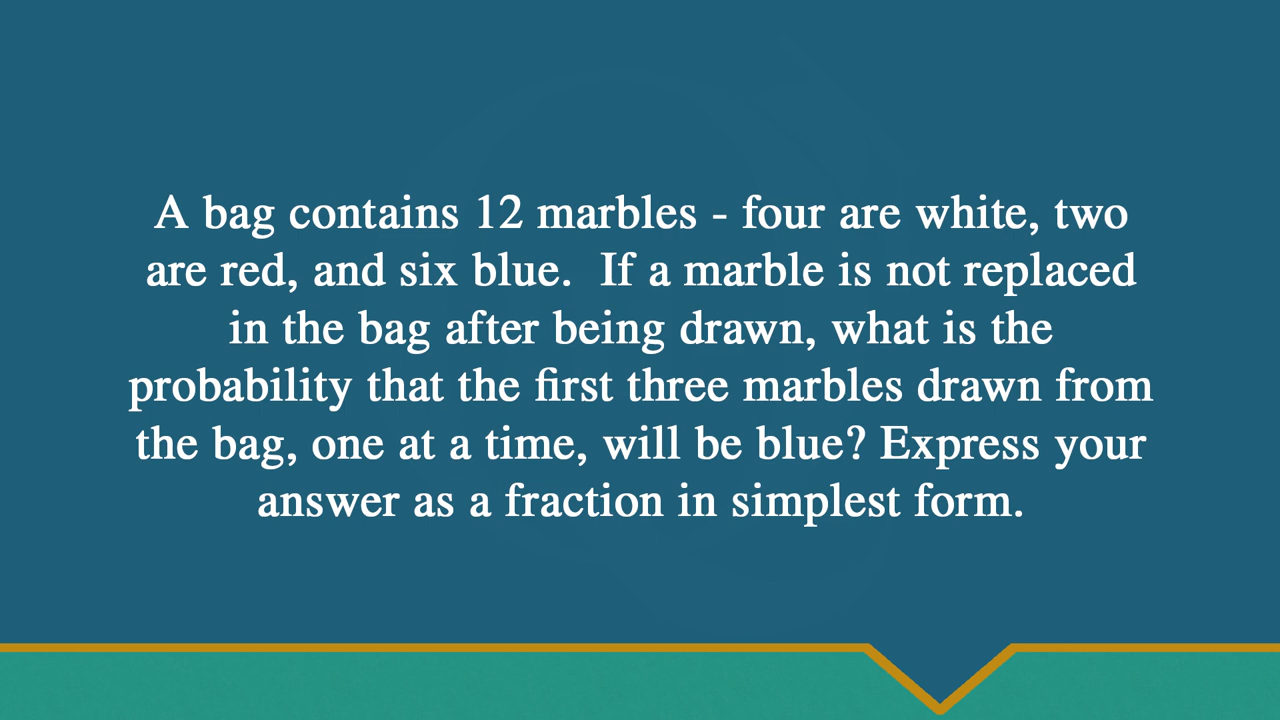 A bag contains 12 marbles - four are white, two
are red, and six blue.  If a marble is not replaced
in the bag after being drawn, what is the
probability that the first three marbles drawn from
the bag, one at a time, will be blue? Express your
answer as a fraction in simplest form.